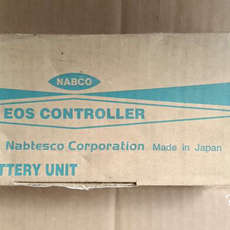 NABCO
EOS CONTROLLER
Nabtesco Corporation Made in Japan
TTERY UNIT